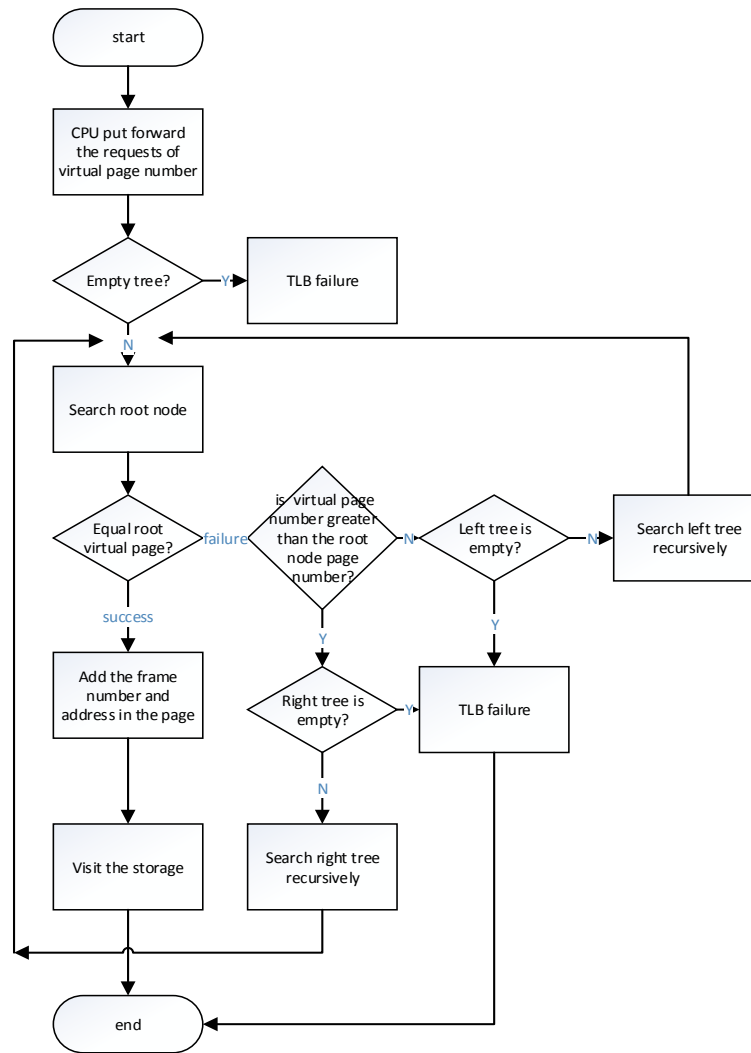 start
CPU put forward
the requests of
virtual page number
Empty tree?
Y
TLB failure
N
Search root node
Equal root
virtual page?
failure
is virtual page
number greater
than the root
node page
number?
N
Left tree is
empty?
N
Search left tree
recursively
success
Y
Y
Add the frame
number and
address in the page
Right tree is
empty?
Y
TLB failure
N
Visit the storage
Search right tree
recursively
end